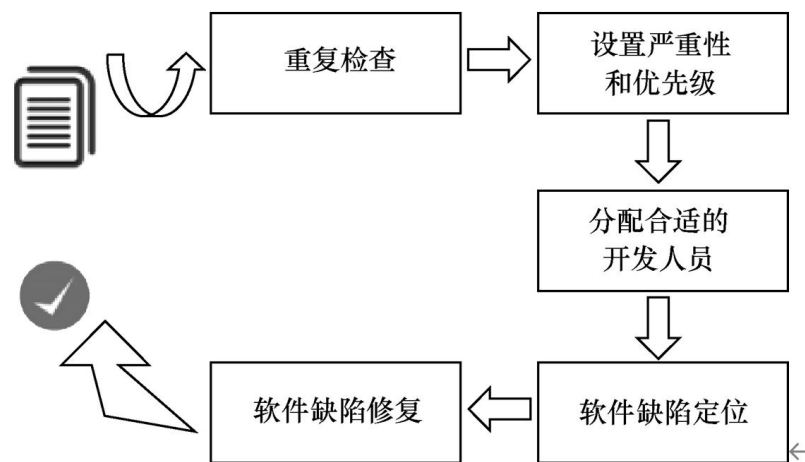 重复检查
设置严重性
和优先级
分配合适的
开发人员
软件缺陷定位
软件缺陷修复